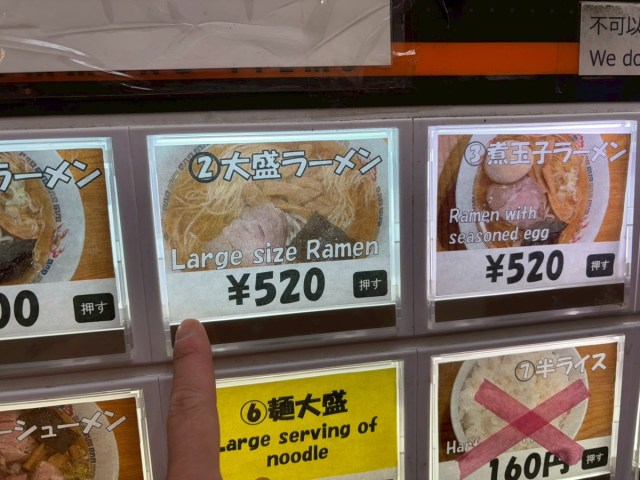 不可以
We do
ラーメン
00
押す
②大盛ラーメン
Large size Ramen
¥520
押す
③煮玉子ラーメン
Ramen with
seasoned egg
¥520
押す
ーシューメン
⑥麺大盛
Large serving of
noodle
⑦半ライス
Har
160円
押す